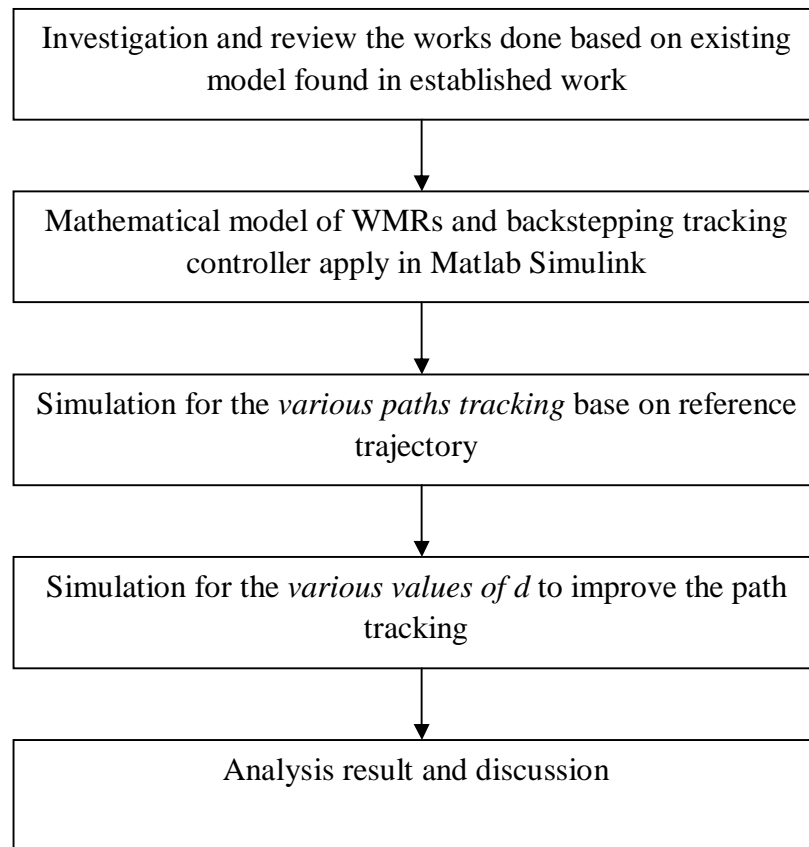 Investigation and review the works done based on existing
model found in established work
Mathematical model of WMRs and backstepping tracking
controller apply in Matlab Simulink
Simulation for the various paths tracking base on reference
trajectory
Simulation for the various values of d to improve the path
tracking
Analysis result and discussion